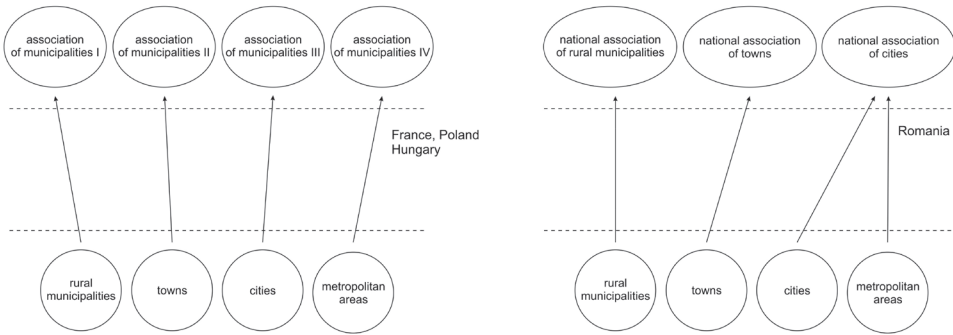 association
of municipalities I
association
of municipalities II
association
of municipalities III
association
of municipalities IV
France, Poland
Hungary
rural
municipalities
towns
cities
metropolitan
areas
national association
of rural municipalities
national association
of towns
national association
of cities
Romania
rural
municipalities
towns
cities
metropolitan
areas